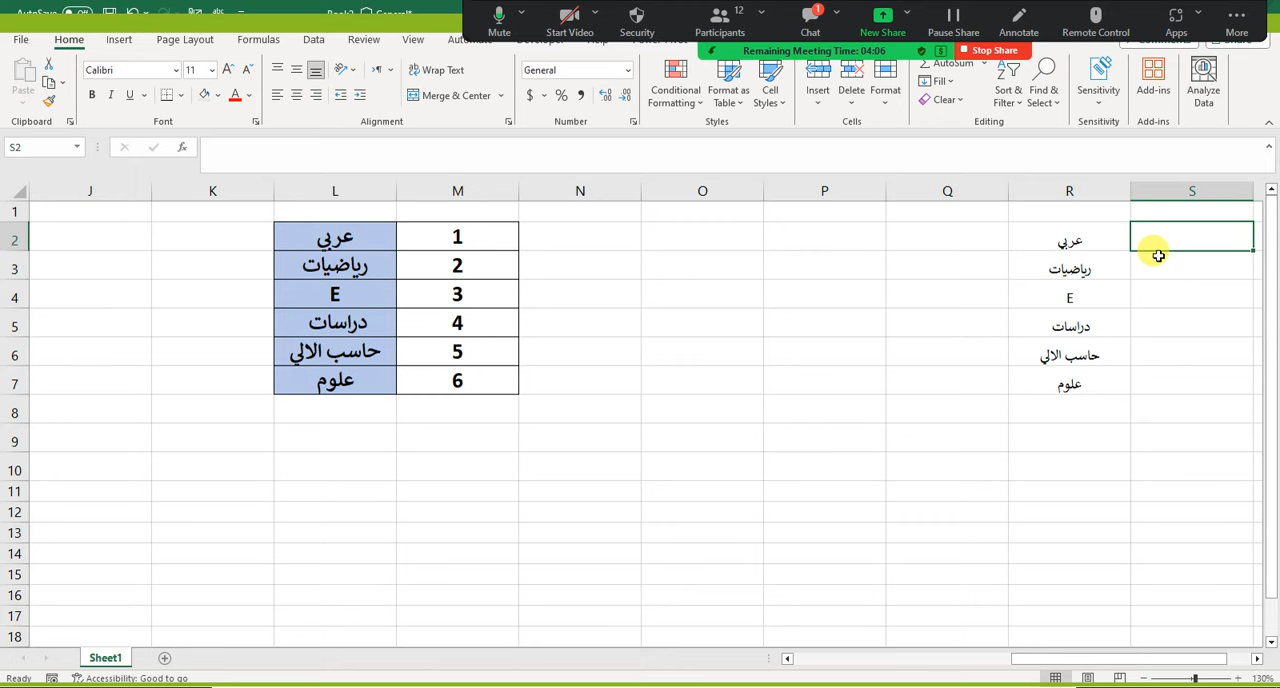 AutoSave Off Book2 General*
Mute Start Video Security Participants 12 Chat 1 New Share Pause Share Annotate Remote Control Apps More
Remaining Meeting Time: 04:06 $ Stop Share
File Home Insert Page Layout Formulas Data Review View Help Comments
Paste Calibri 11 Wrap Text General AutoSum
Fill
B I U A Merge & Center $ % Conditional Formatting Format as Table Cell Styles Insert Delete Format Clear Sort & Filter Find & Select Sensitivity Add-ins Analyze Data
Clipboard Font Alignment Number Styles Cells Editing Sensitivity Add-ins
S2 fx
J K L M N O P Q R S
1
2 عربي 1 عربي
3 رياضيات 2 رياضيات
4 E 3 E
5 دراسات 4 دراسات
6 حاسب الالي 5 حاسب الالي
7 علوم 6 علوم
8
9
10
11
12
13
14
15
16
17
18
Sheet1
Ready Accessibility: Good to go 130%